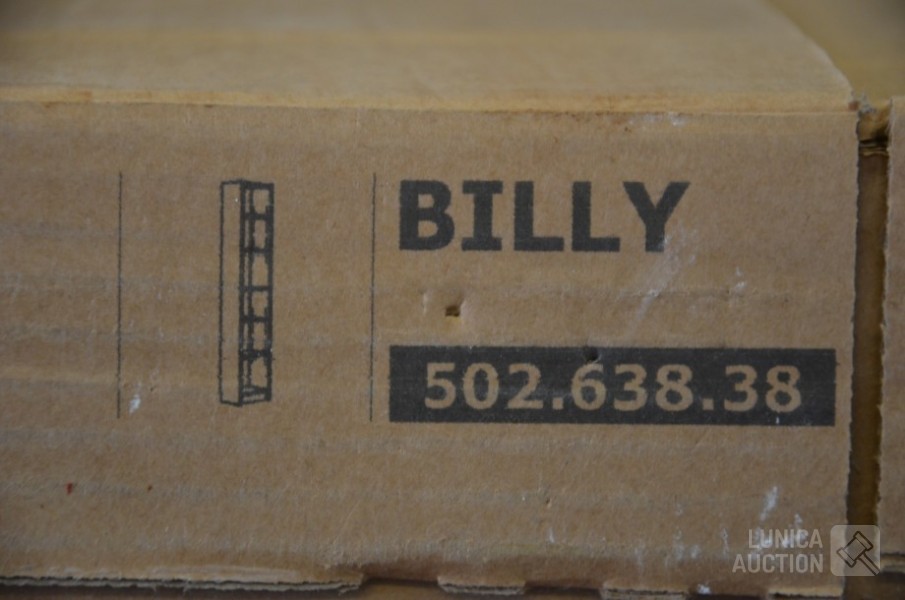 BILLY
502.638.38
LUNICA
AUCTION